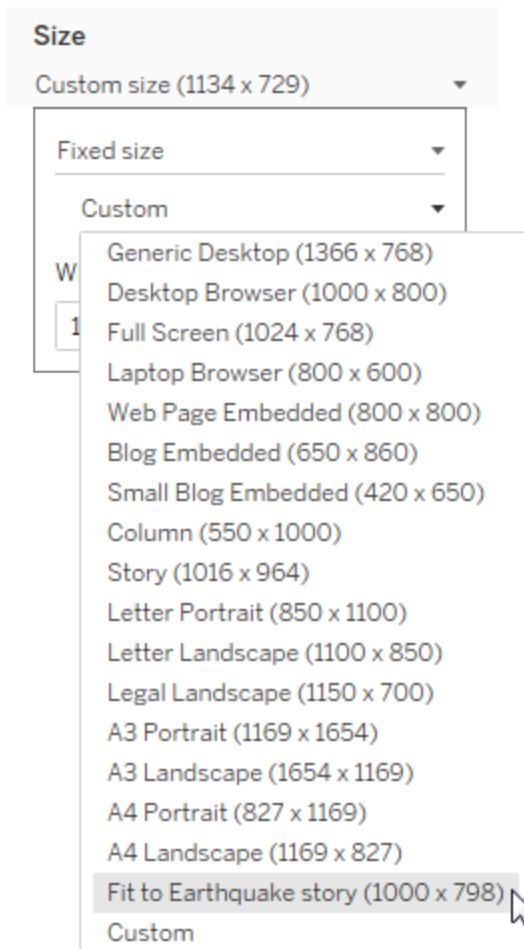 Size
Custom size (1134 x 729)
Fixed size
Custom
W
1
Generic Desktop (1366 x 768)
Desktop Browser (1000 x 800)
Full Screen (1024 x 768)
Laptop Browser (800 x 600)
Web Page Embedded (800 x 800)
Blog Embedded (650 x 860)
Small Blog Embedded (420 x 650)
Column (550 x 1000)
Story (1016 x 964)
Letter Portrait (850 x 1100)
Letter Landscape (1100 x 850)
Legal Landscape (1150 x 700)
A3 Portrait (1169 x 1654)
A3 Landscape (1654 x 1169)
A4 Portrait (827 x 1169)
A4 Landscape (1169 x 827)
Fit to Earthquake story (1000 x 798)
Custom